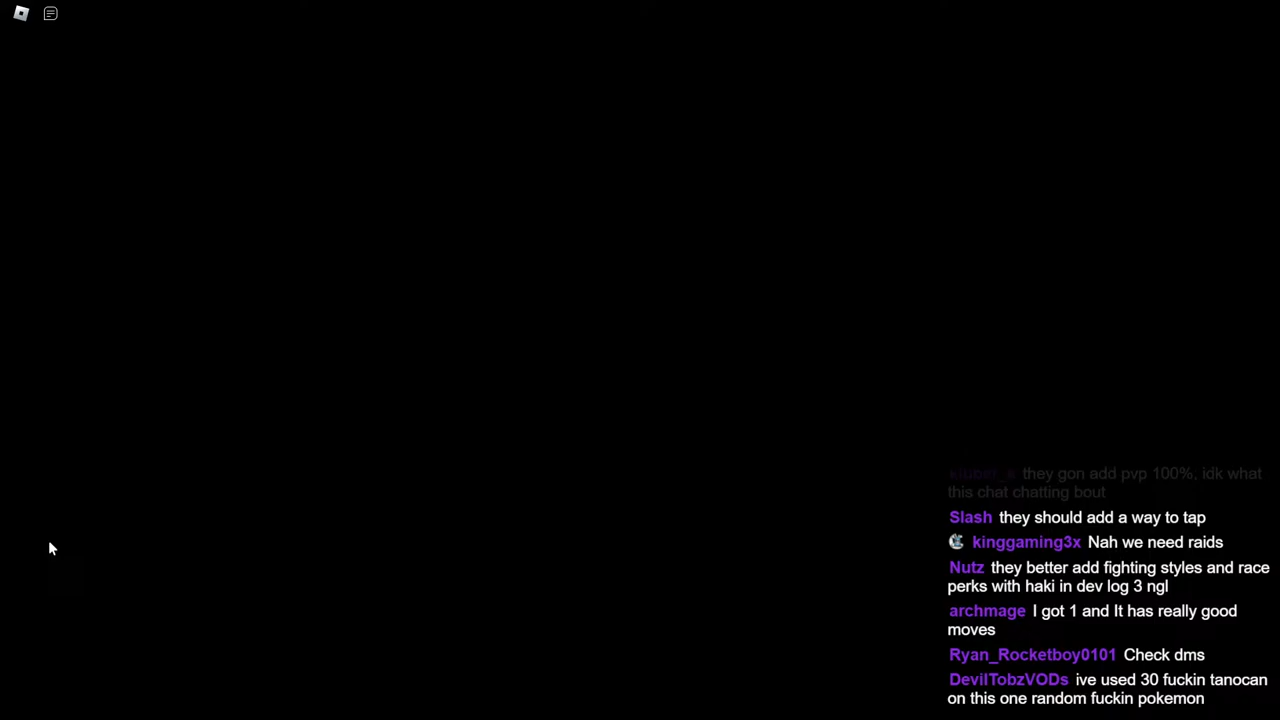 they gon add pvp 100%, idk what
this chat chatting bout
Slash they should add a way to tap
kinggaming3x Nah we need raids
Nutz they better add fighting styles and race
perks with haki in dev log 3 ngl
archmage I got 1 and It has really good
moves
Ryan_Rocketboy0101 Check dms
DevilTobzVODs ive used 30 fuckin tanocan
on this one random fuckin pokemon